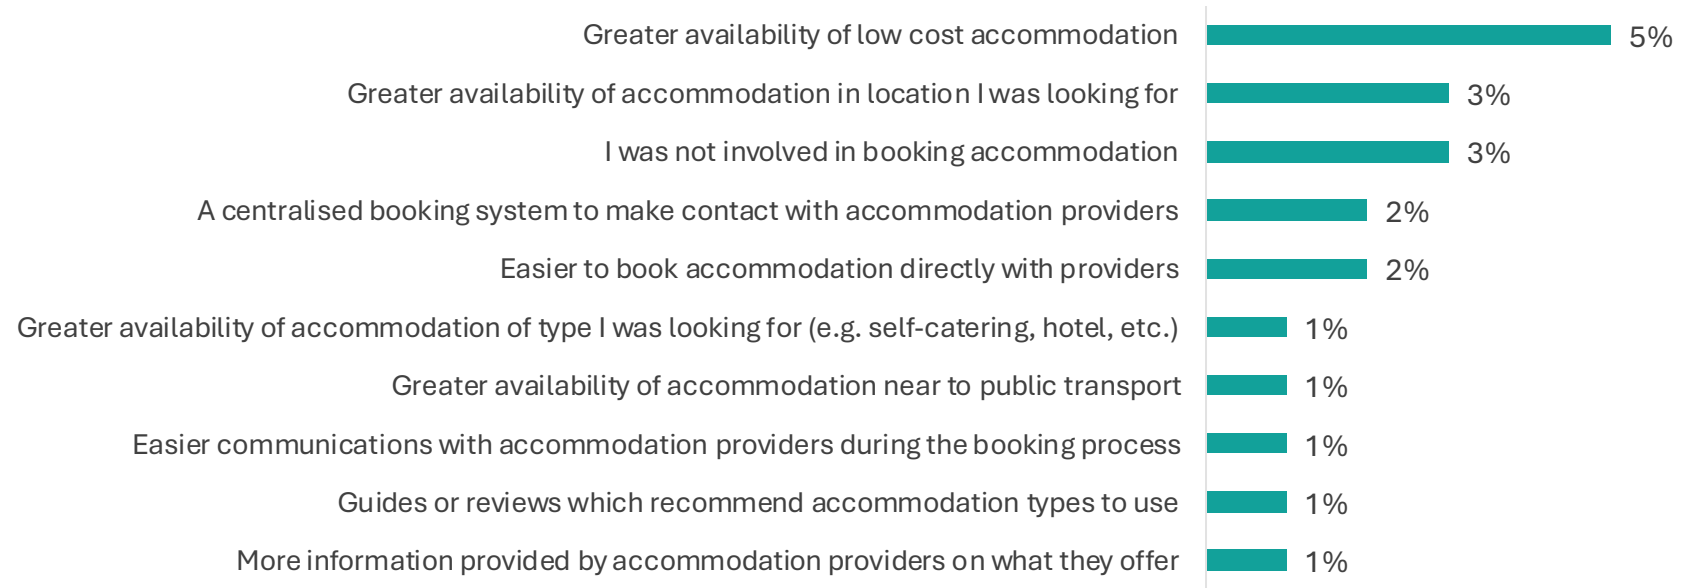 Greater availability of low cost accommodation 5%
Greater availability of accommodation in location I was looking for 3%
I was not involved in booking accommodation 3%
A centralised booking system to make contact with accommodation providers 2%
Easier to book accommodation directly with providers 2%
Greater availability of accommodation of type I was looking for (e.g. self-catering, hotel, etc.) 1%
Greater availability of accommodation near to public transport 1%
Easier communications with accommodation providers during the booking process 1%
Guides or reviews which recommend accommodation types to use 1%
More information provided by accommodation providers on what they offer 1%